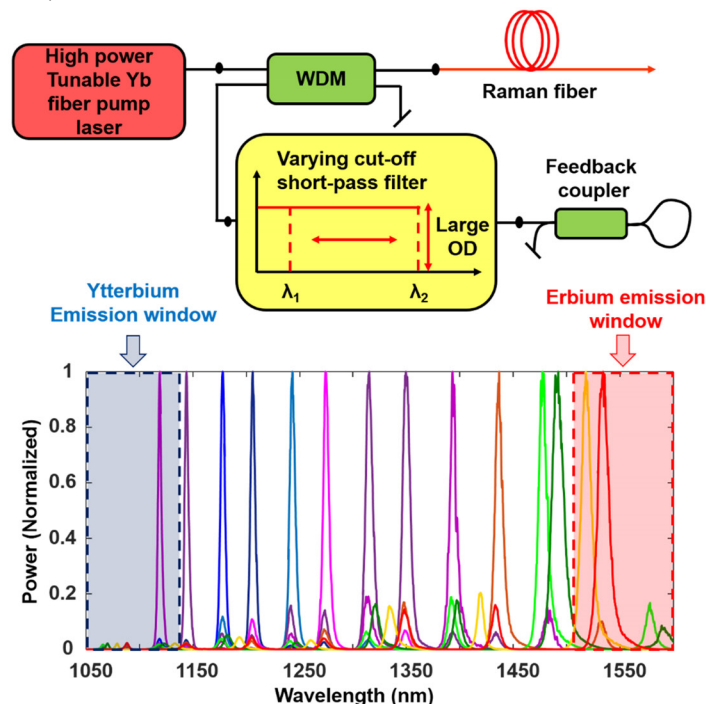 High power
Tunable Yb
fiber pump
laser
WDM
Raman fiber
Varying cut-off
short-pass filter
Large
OD
λ1
λ2
Feedback
coupler
Ytterbium
Emission window
Erbium emission
window
Power (Normalized)
1
0.8
0.6
0.4
0.2
0
1050
1150
1250
1350
1450
1550
Wavelength (nm)